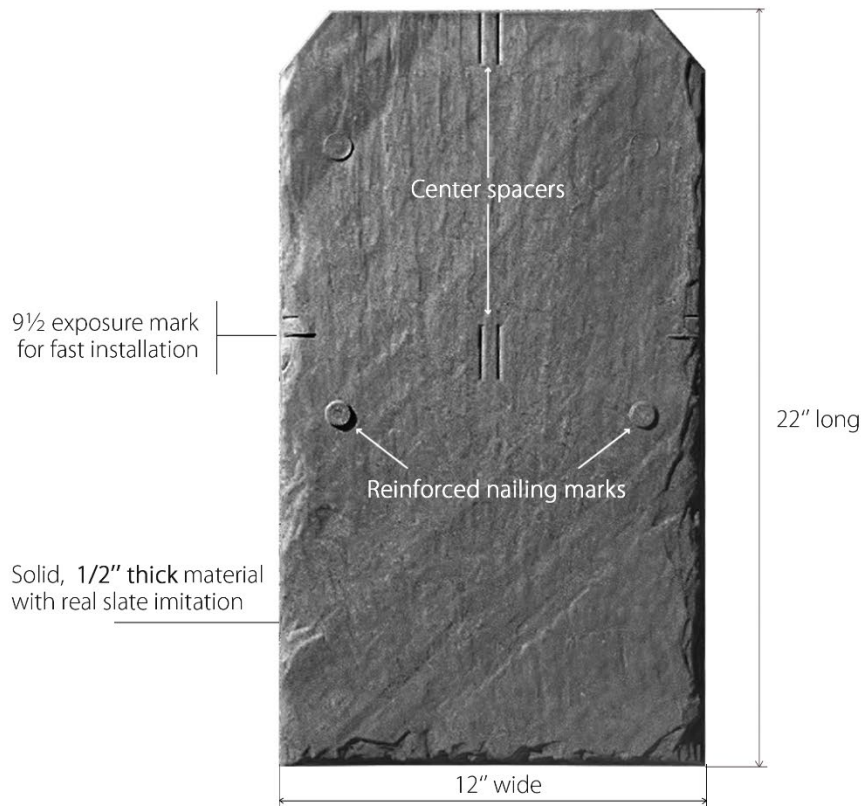 Center spacers
9½ exposure mark
for fast installation
Reinforced nailing marks
22" long
Solid, 1/2" thick material
with real slate imitation
12" wide